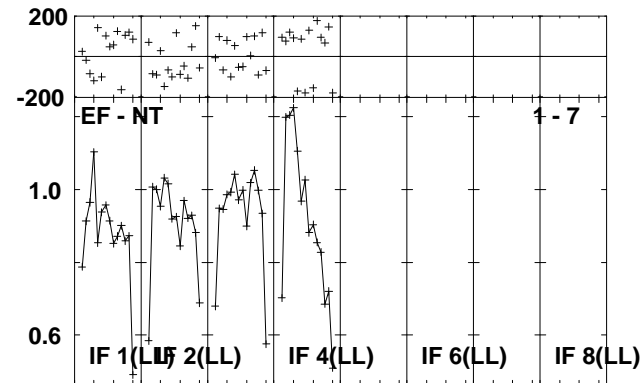 200
-200
EF - NT 1 - 7
1.0
0.6
IF 1(LL) IF 2(LL) IF 4(LL) IF 6(LL) IF 8(LL)